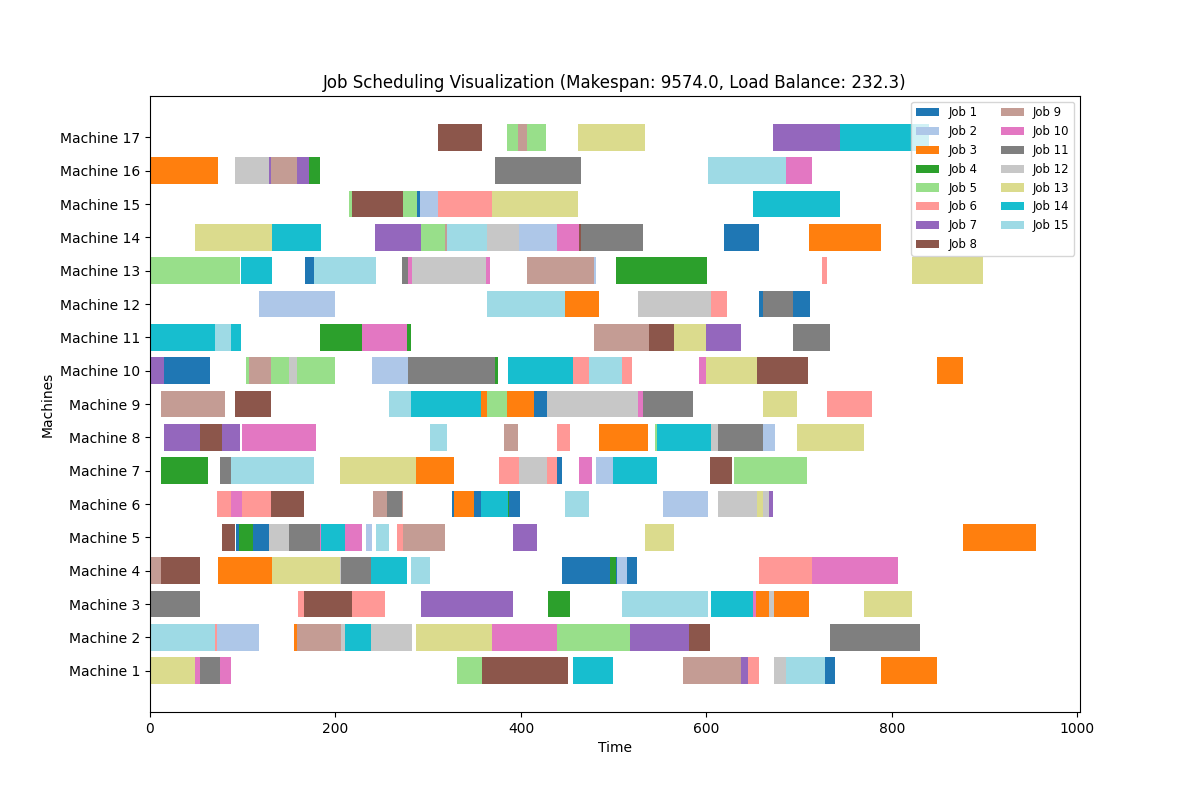 Job Scheduling Visualization (Makespan: 9574.0, Load Balance: 232.3)
Machines
Machine 17
Machine 16
Machine 15
Machine 14
Machine 13
Machine 12
Machine 11
Machine 10
Machine 9
Machine 8
Machine 7
Machine 6
Machine 5
Machine 4
Machine 3
Machine 2
Machine 1
Job 1
Job 2
Job 3
Job 4
Job 5
Job 6
Job 7
Job 8
Job 9
Job 10
Job 11
Job 12
Job 13
Job 14
Job 15
0 200 400 600 800 1000
Time